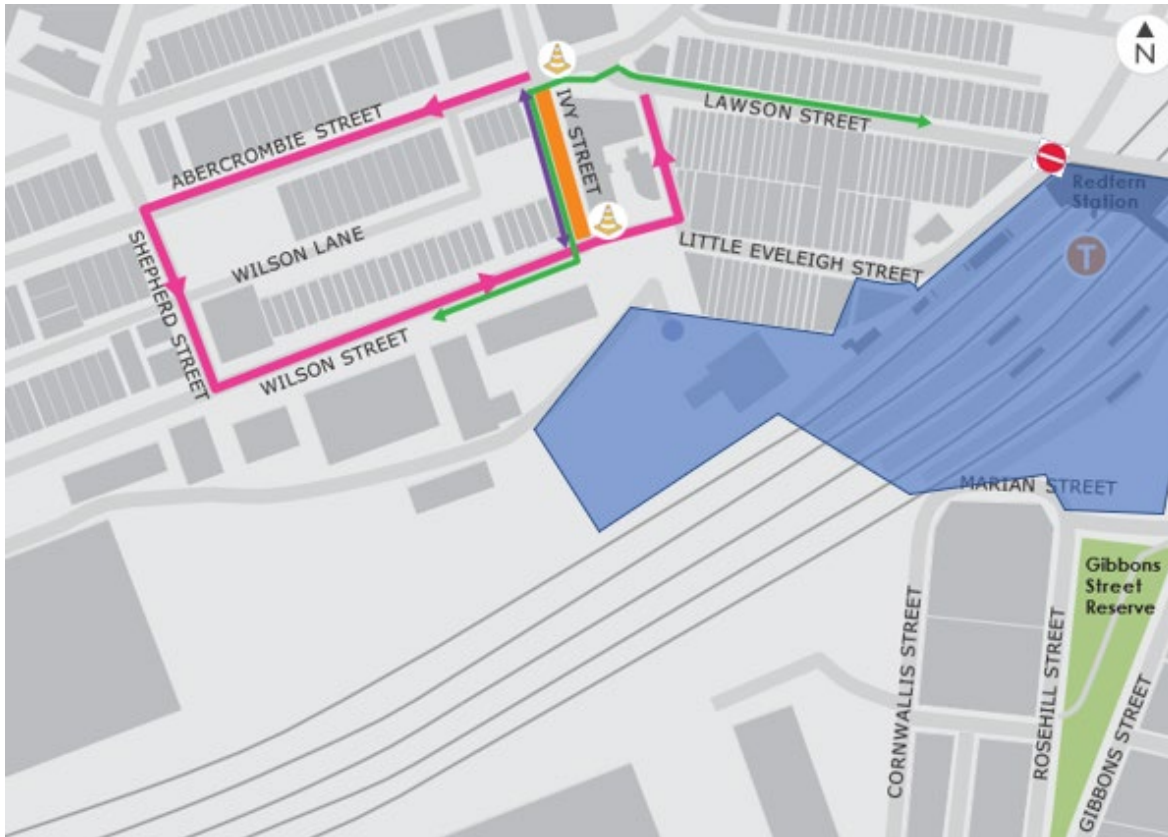 N
IVY STREET
LAWSON STREET
ABERCROMBIE STREET
Redfern
Station
T
SHEPHERD STREET
WILSON LANE
LITTLE EVELEIGH STREET
WILSON STREET
MARIAN STREET
Gibbons
Street
Reserve
CORNWALLIS STREET
ROSEHILL STREET
GIBBONS STREET